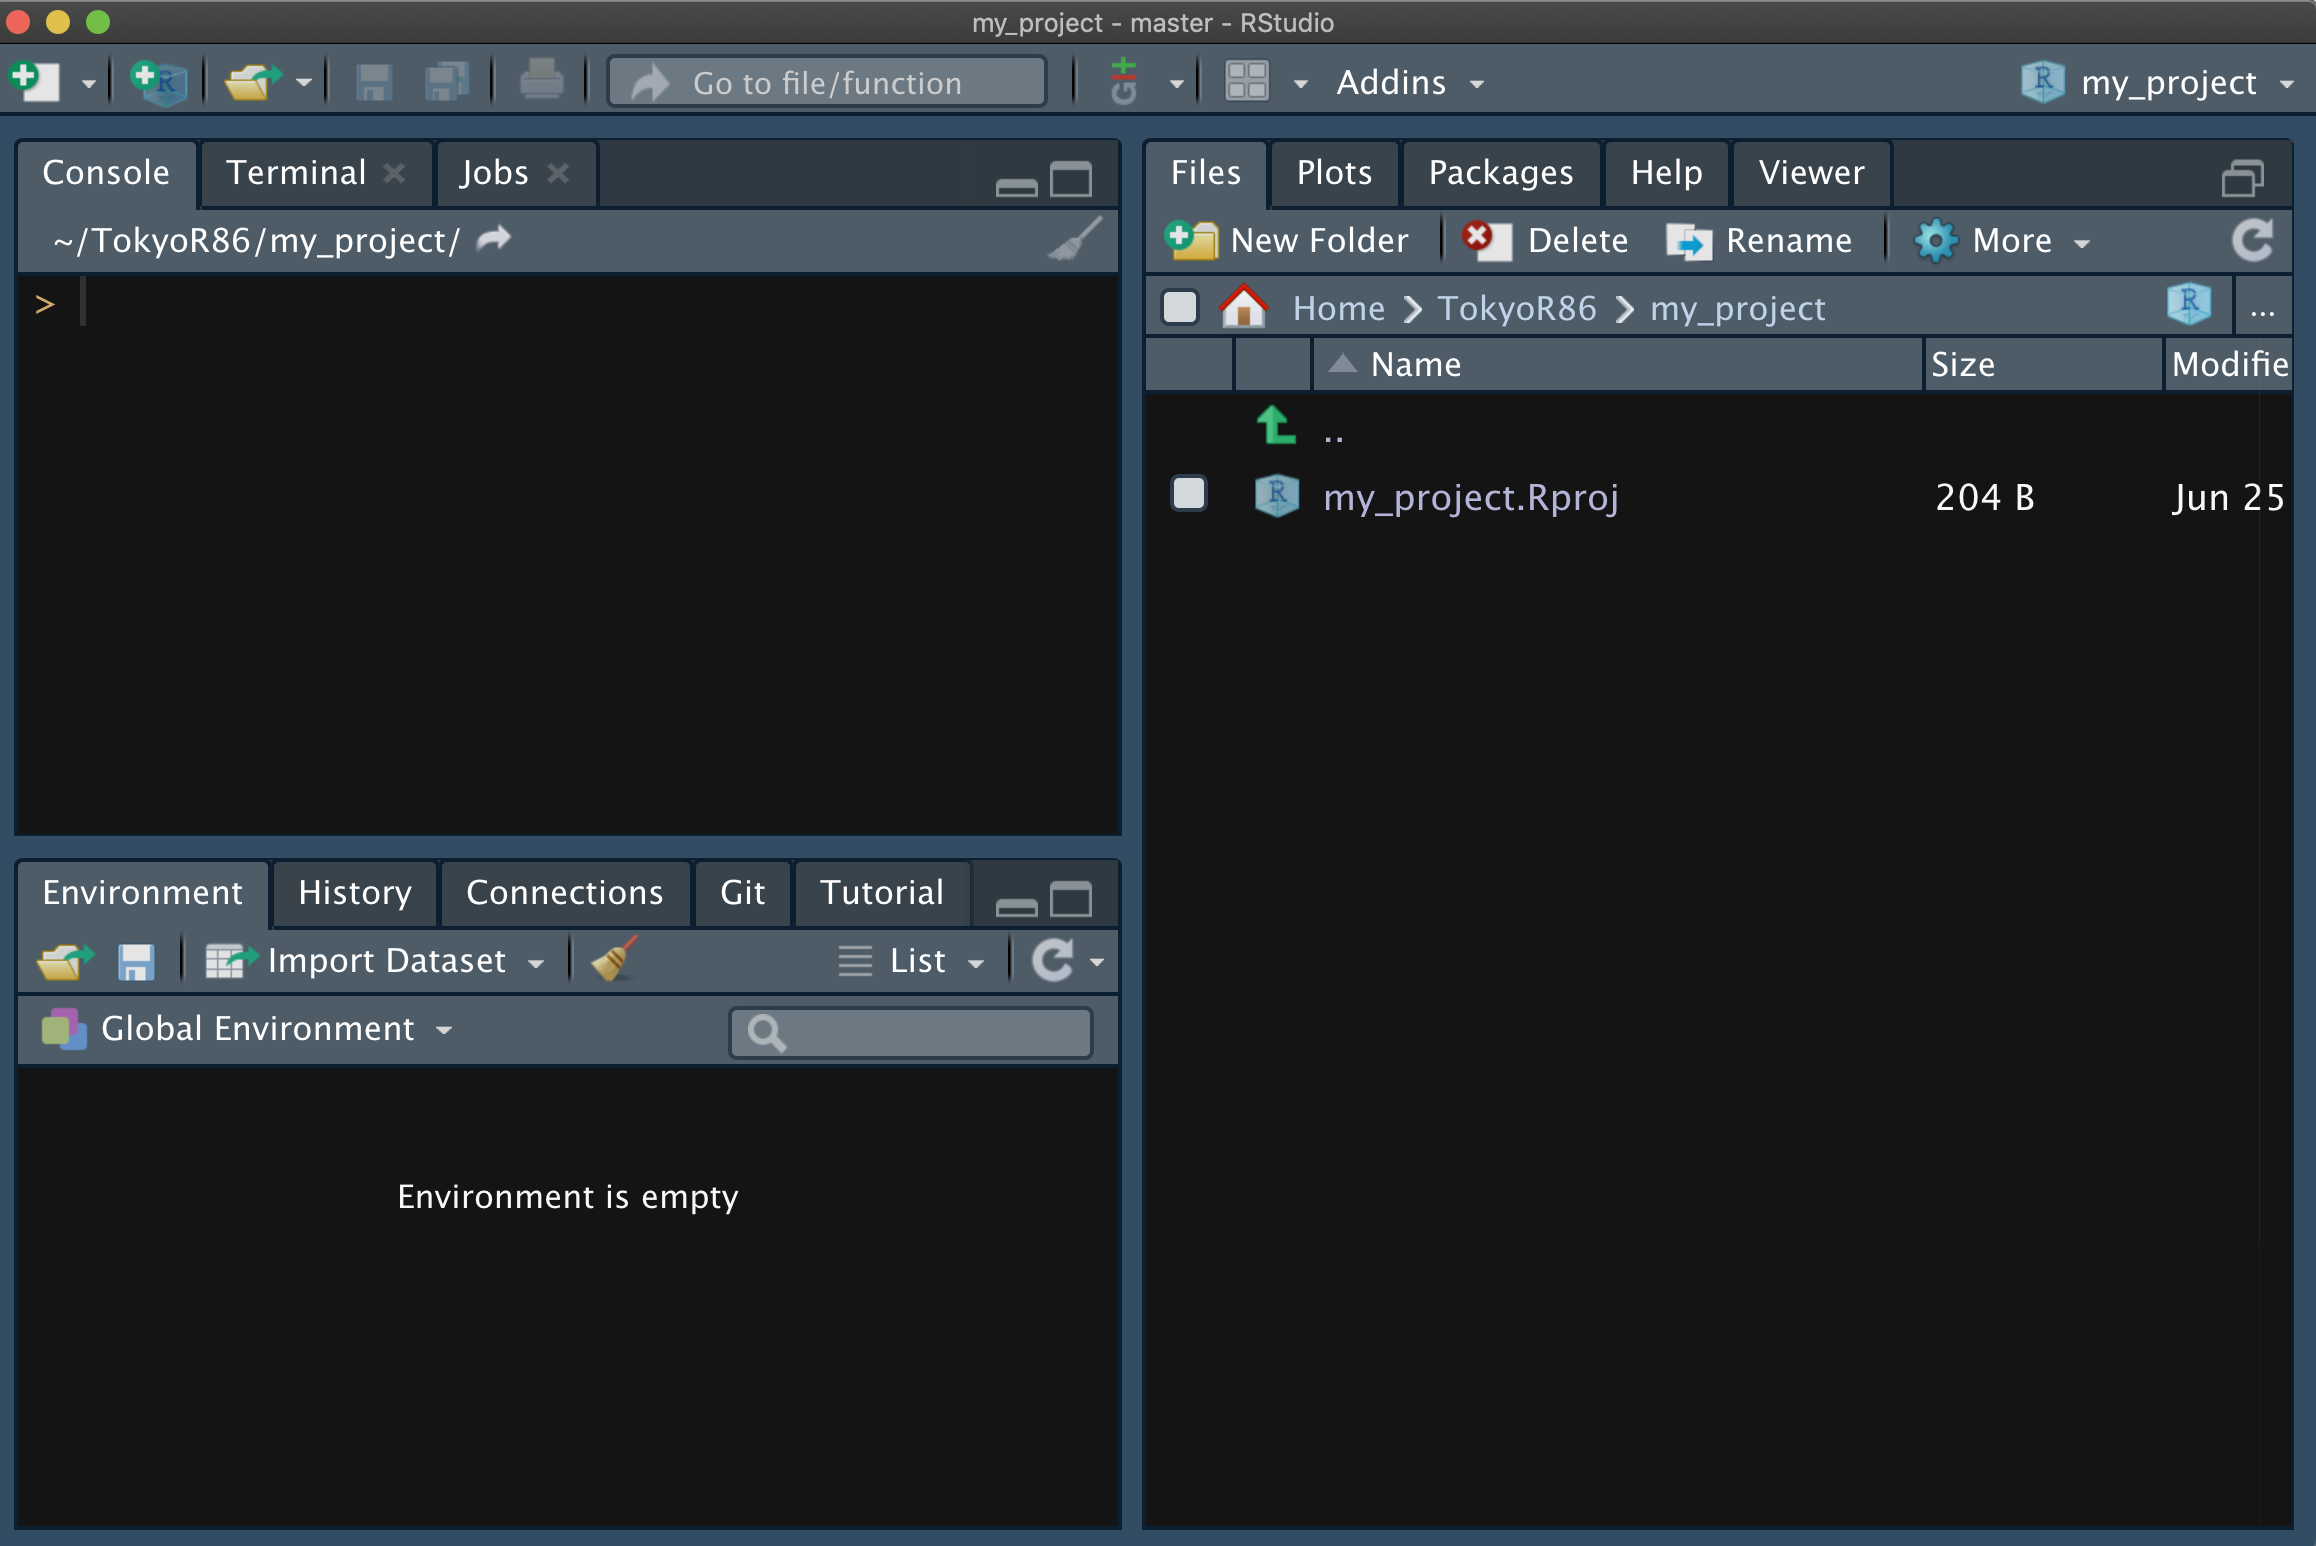 my_project - master - RStudio
Go to file/function
Git
Addins
my_project
Console
Terminal
Jobs
~/TokyoR86/my_project/
>
Environment
History
Connections
Git
Tutorial
Import Dataset
List
Global Environment
Environment is empty
Files
Plots
Packages
Help
Viewer
New Folder
Delete
Rename
More
Home
TokyoR86
my_project
...
Name
Size
Modifie
..
my_project.Rproj
204 B
Jun 25